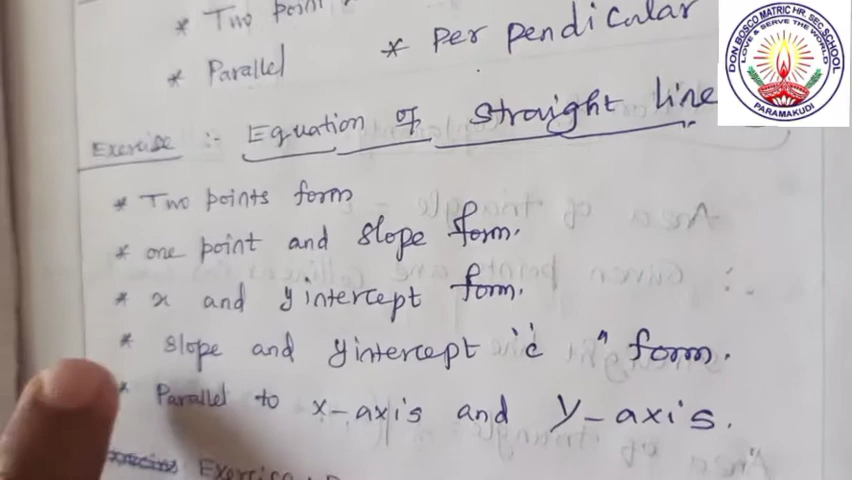 * Two point
* Parallel
* Perpendicular
Exercise :- Equation of straight line
* Two points form
* one point and slope form.
* x and y intercept form.
* slope and y intercept 'c' form.
* Parallel to x-axis and y-axis.
Exercise :
DON BOSCO MATRIC HR. SEC SCHOOL
LOVE & SERVE THE WORLD
PARAMAKUDI